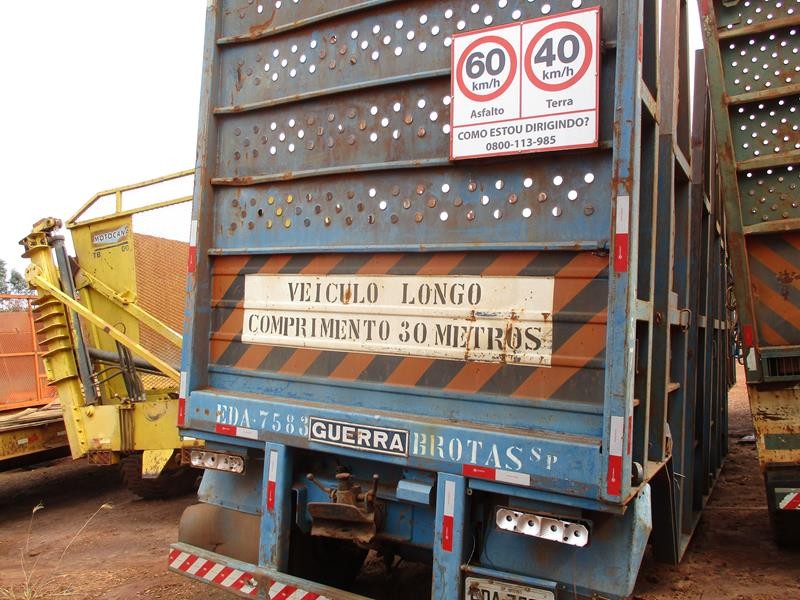 60
km/h
Asfalto
40
km/h
Terra
COMO ESTOU DIRIGINDO?
0800-113-985
VEICULO LONGO
COMPRIMENTO 30 METROS
EDA-7583
GUERRA
BROTAS SP
MOTOCANA